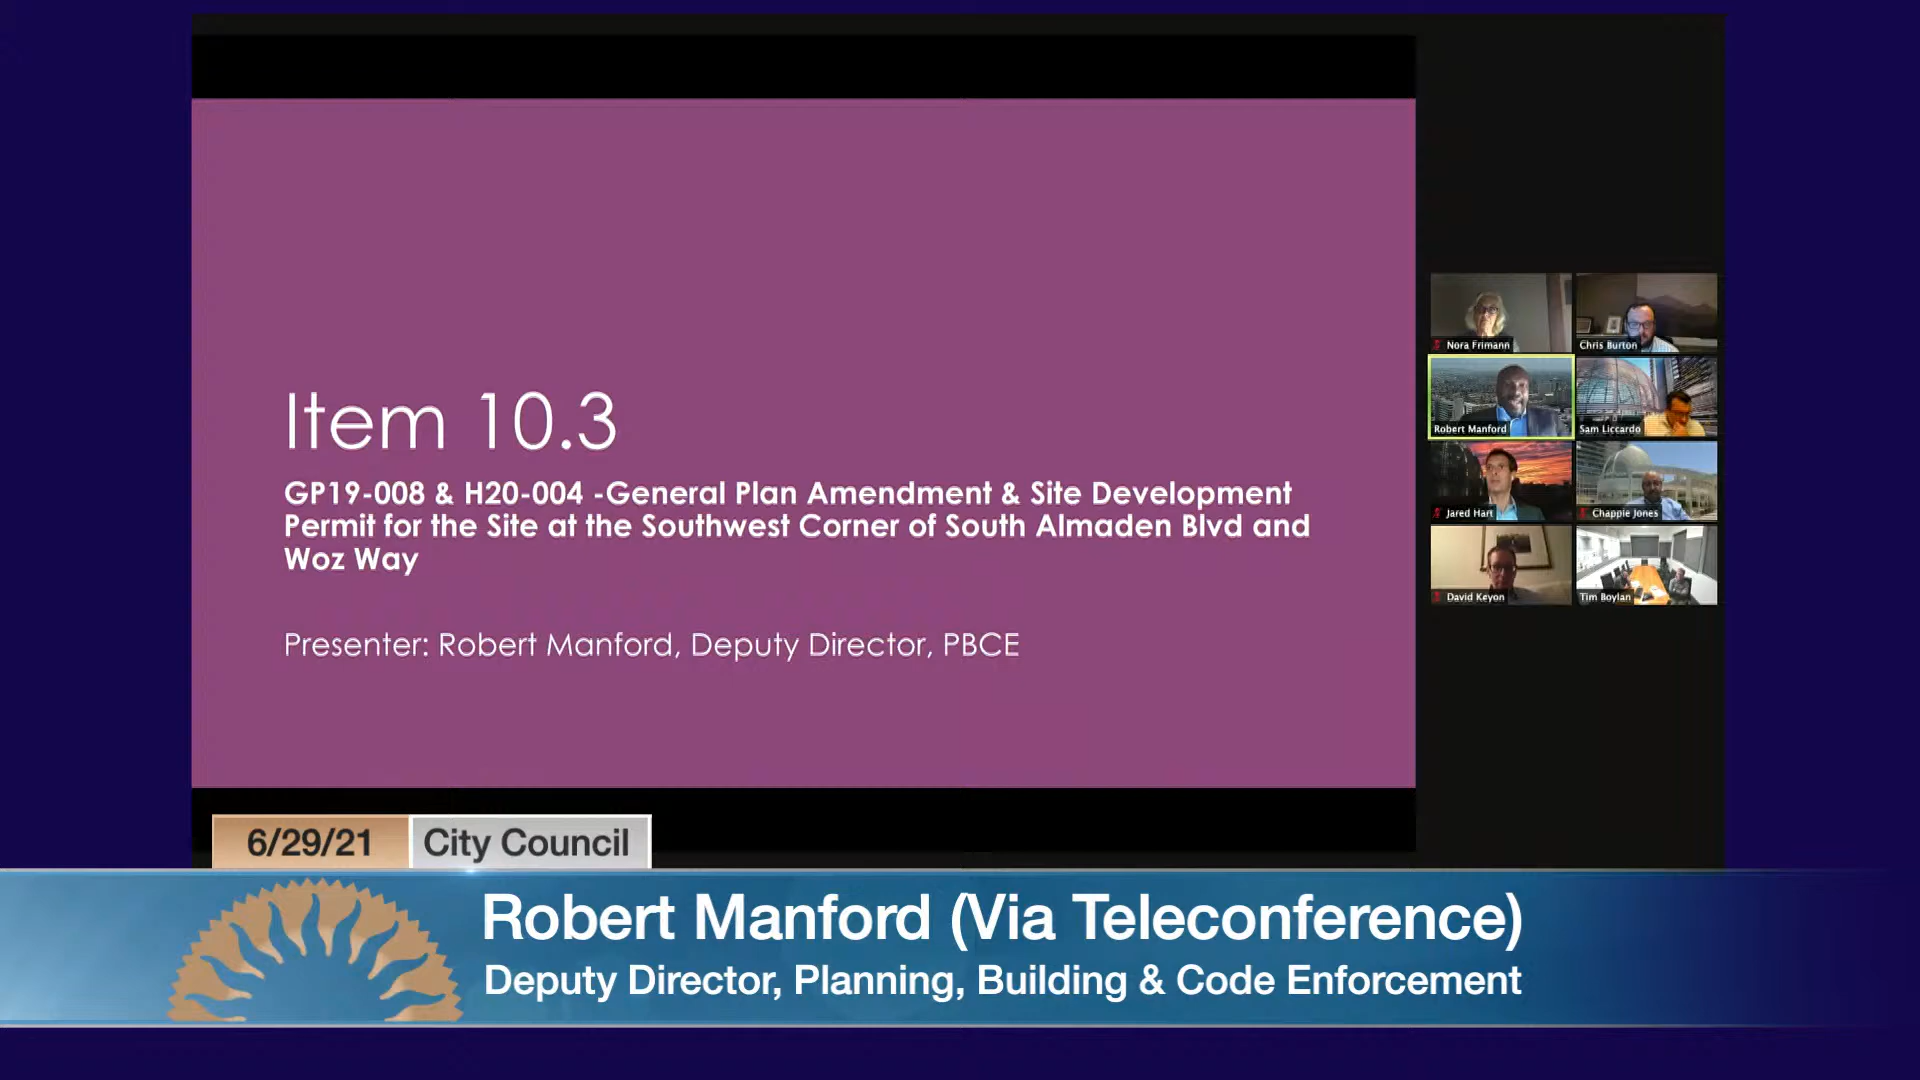 Item 10.3
GP19-008 & H20-004 -General Plan Amendment & Site Development
Permit for the Site at the Southwest Corner of South Almaden Blvd and
Woz Way
Presenter: Robert Manford, Deputy Director, PBCE
Nora Frimann
Chris Burton
Robert Manford
Sam Liccardo
Jared Hart
Chappie Jones
David Keyon
Tim Boylan
6/29/21
City Council
Robert Manford (Via Teleconference)
Deputy Director, Planning, Building & Code Enforcement